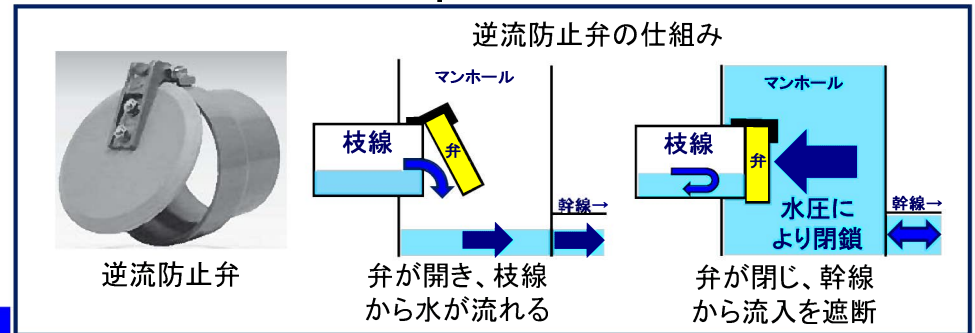 逆流防止弁の仕組み
逆流防止弁
マンホール
枝線
弁
幹線→
弁が開き、枝線
から水が流れる
マンホール
枝線
弁
水圧に
より閉鎖
幹線→
弁が閉じ、幹線
から流入を遮断